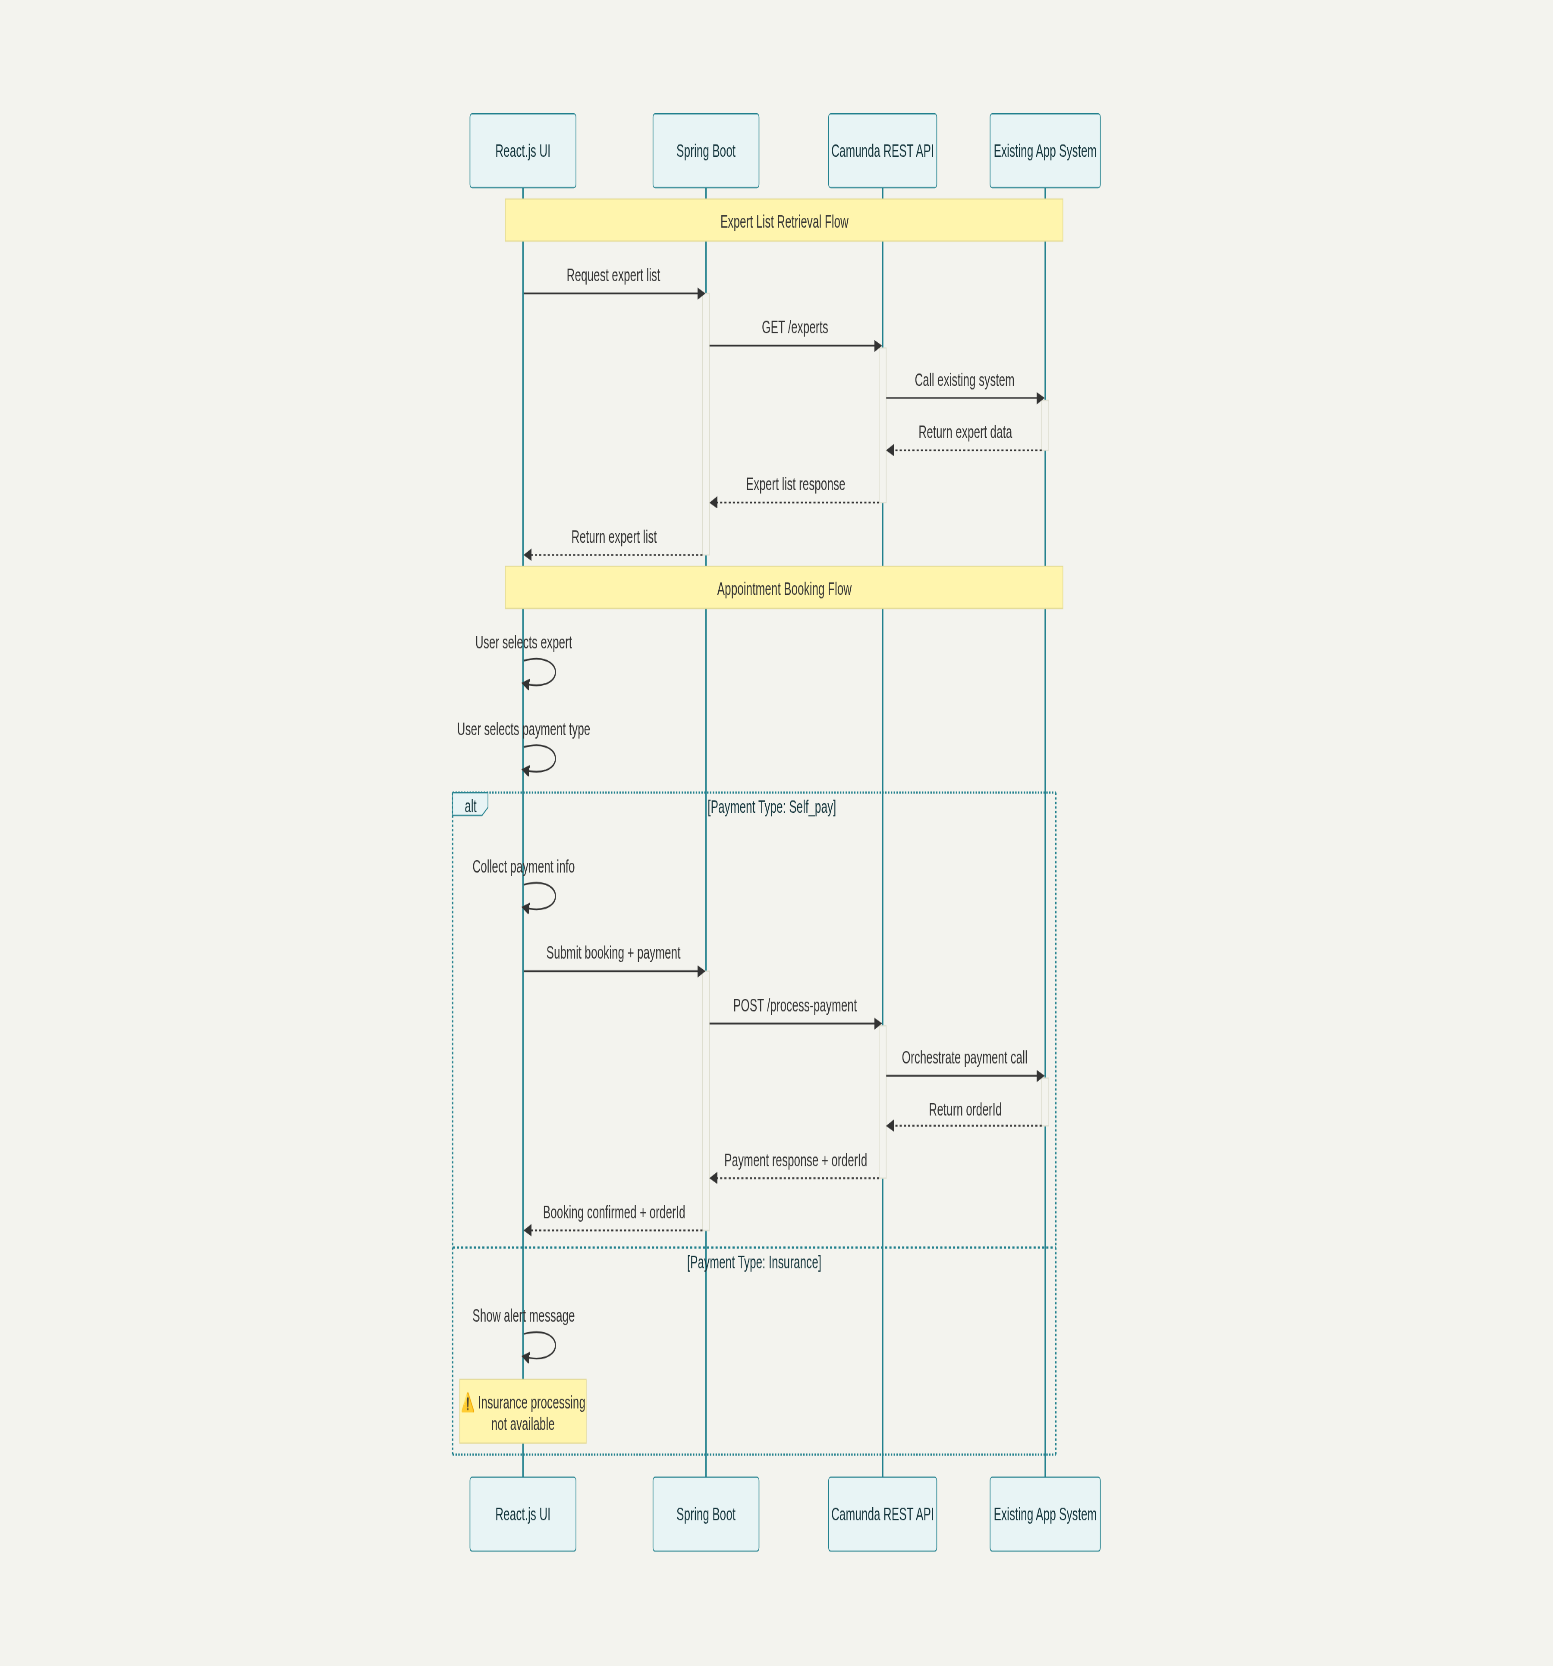 React.js UI
Spring Boot
Camunda REST API
Existing App System
Expert List Retrieval Flow
Request expert list
GET /experts
Call existing system
Return expert data
Expert list response
Return expert list
Appointment Booking Flow
User selects expert
User selects payment type
alt
[Payment Type: Self_pay]
Collect payment info
Submit booking + payment
POST /process-payment
Orchestrate payment call
Return orderId
Payment response + orderId
Booking confirmed + orderId
[Payment Type: Insurance]
Show alert message
⚠️ Insurance processing
not available
React.js UI
Spring Boot
Camunda REST API
Existing App System